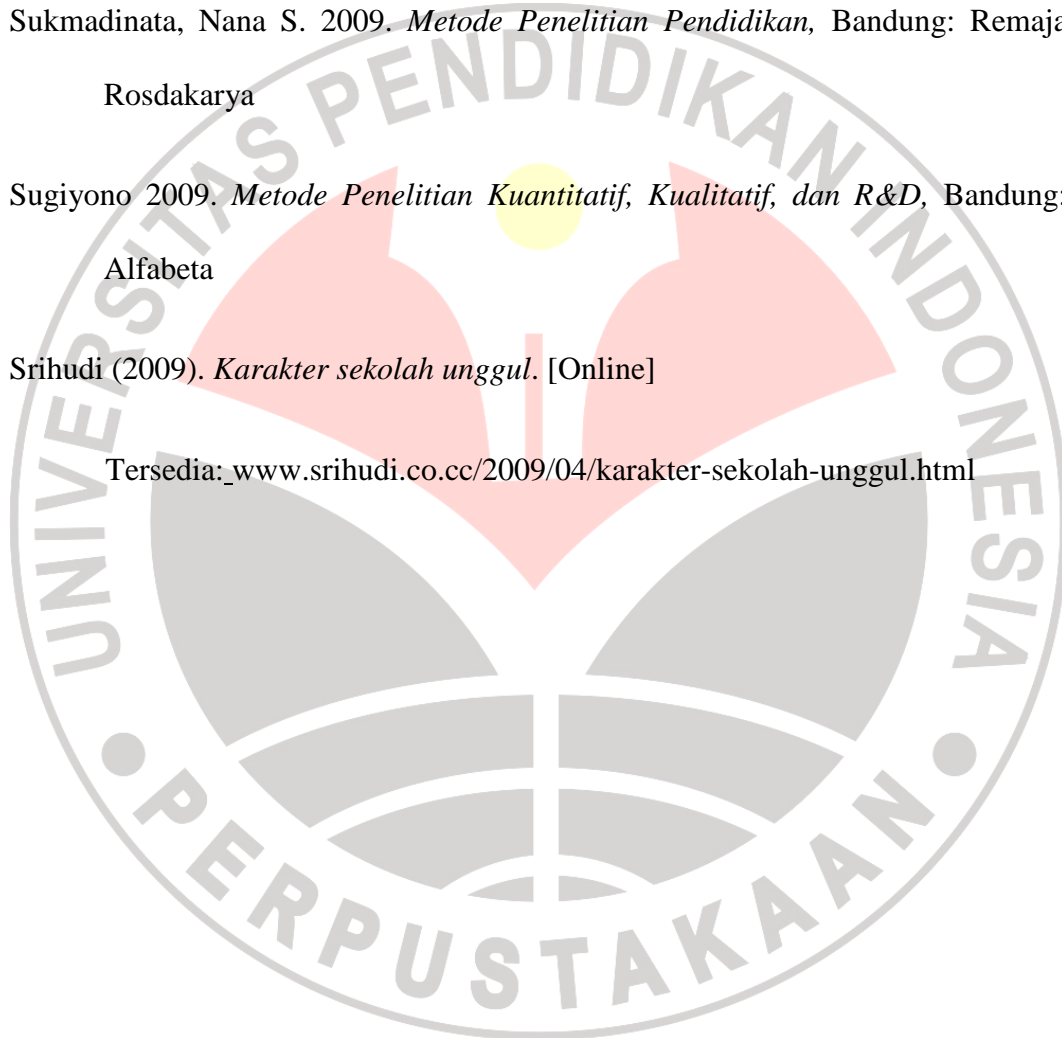 Sukmadinata, Nana S. 2009. Metode Penelitian Pendidikan, Bandung: Remaja
Rosdakarya
Sugiyono 2009. Metode Penelitian Kuantitatif, Kualitatif, dan R&D, Bandung:
Alfabeta
Srihudi (2009). Karakter sekolah unggul. [Online]
Tersedia: www.srihudi.co.cc/2009/04/karakter-sekolah-unggul.html
UNIVERSITAS PENDIDIKAN INDONESIA
PERPUSTAKAAN